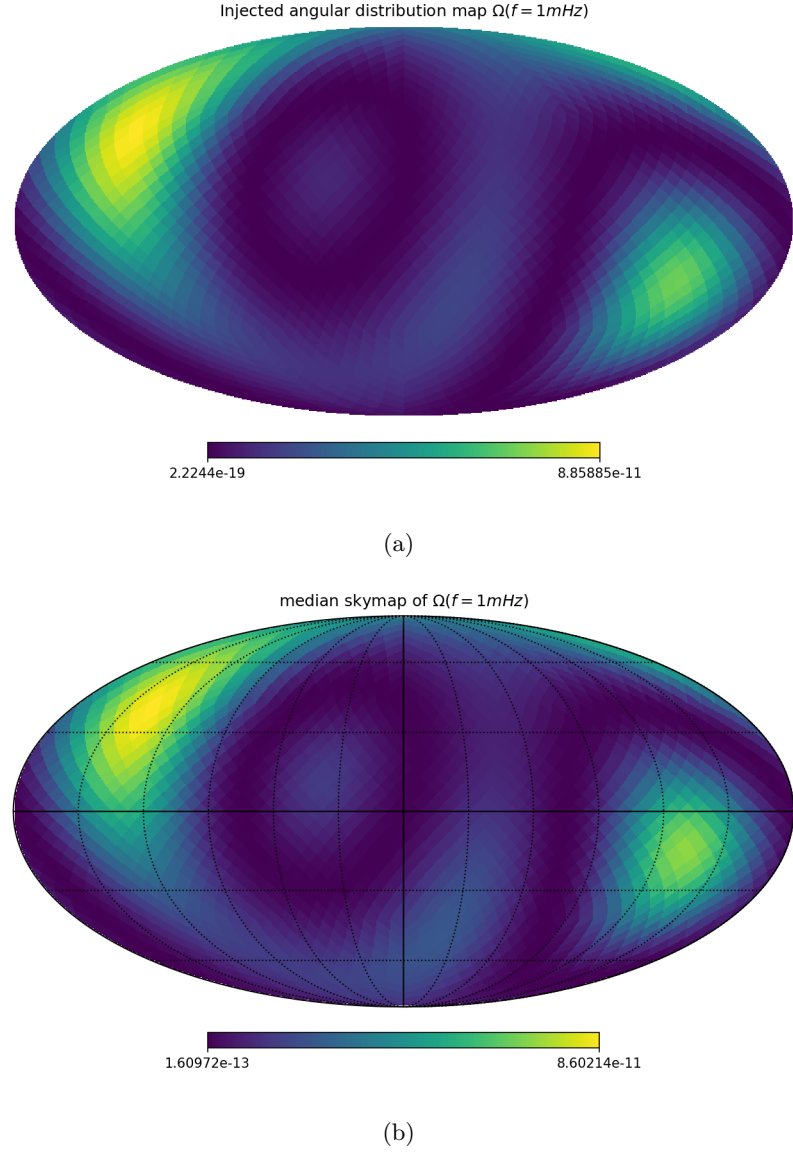 Injected angular distribution map Ω(f = 1mHz)
2.2244e-19 8.85885e-11
(a)
median skymap of Ω(f = 1mHz)
1.60972e-13 8.60214e-11
(b)